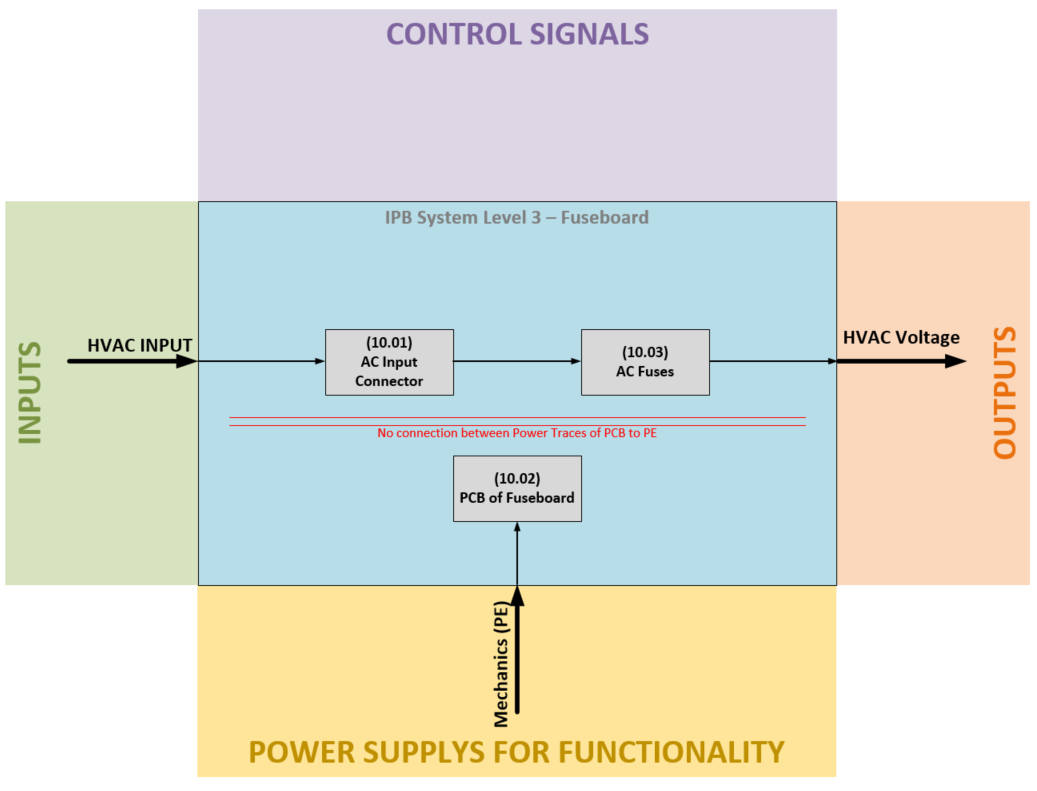 CONTROL SIGNALS
IPB System Level 3 – Fuseboard
INPUTS
HVAC INPUT
(10.01)
AC Input
Connector
(10.03)
AC Fuses
HVAC Voltage
OUTPUTS
No connection between Power Traces of PCB to PE
(10.02)
PCB of Fuseboard
Mechanics (PE)
POWER SUPPLYS FOR FUNCTIONALITY